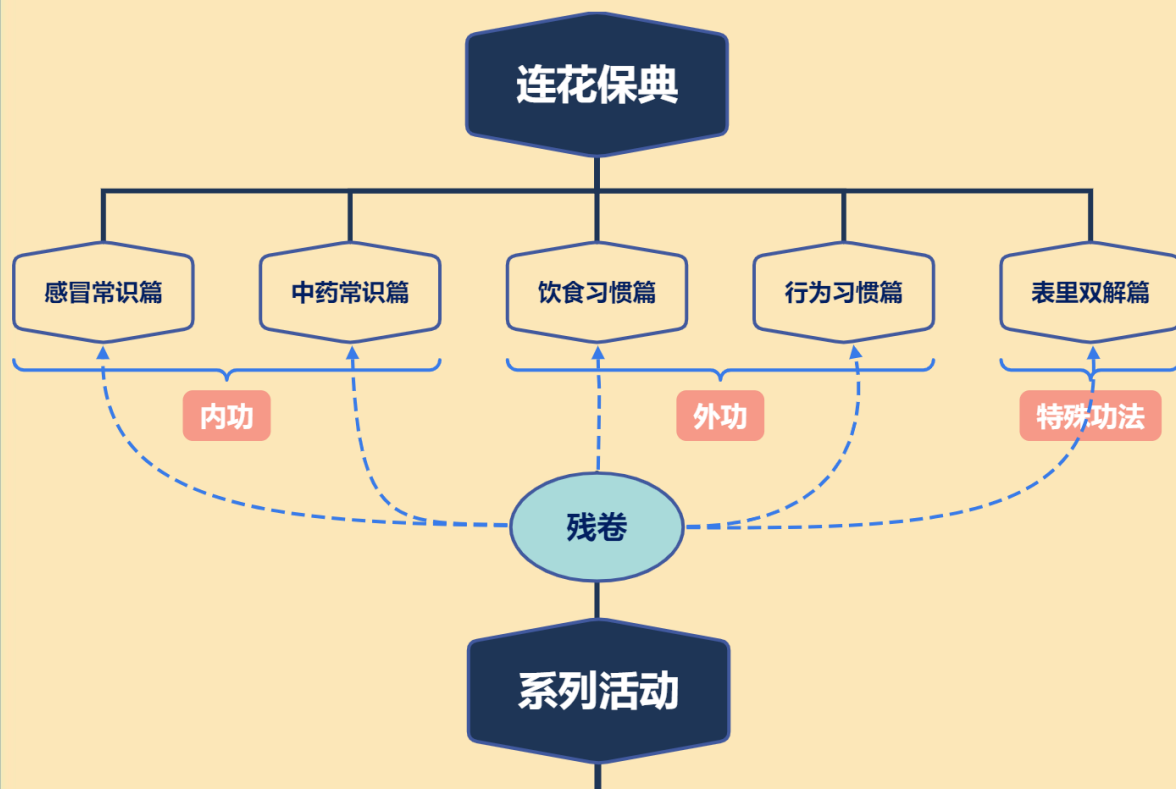 连花保典
感冒常识篇
中药常识篇
饮食习惯篇
行为习惯篇
表里双解篇
内功
外功
特殊功法
残卷
系列活动